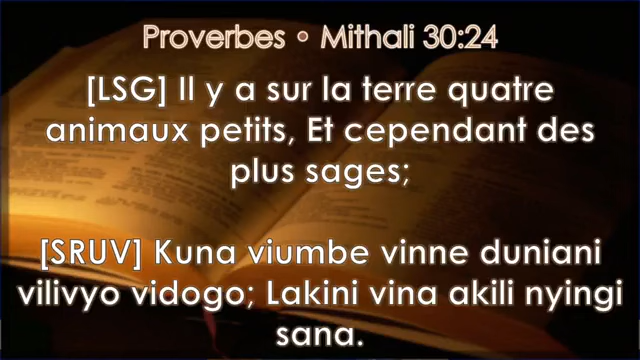 Proverbes • Mithali 30:24
[LSG] Il y a sur la terre quatre
animaux petits, Et cependant des
plus sages;
[SRUV] Kuna viumbe vinne duniani
vilivyo vidogo; Lakini vina akili nyingi
sana.